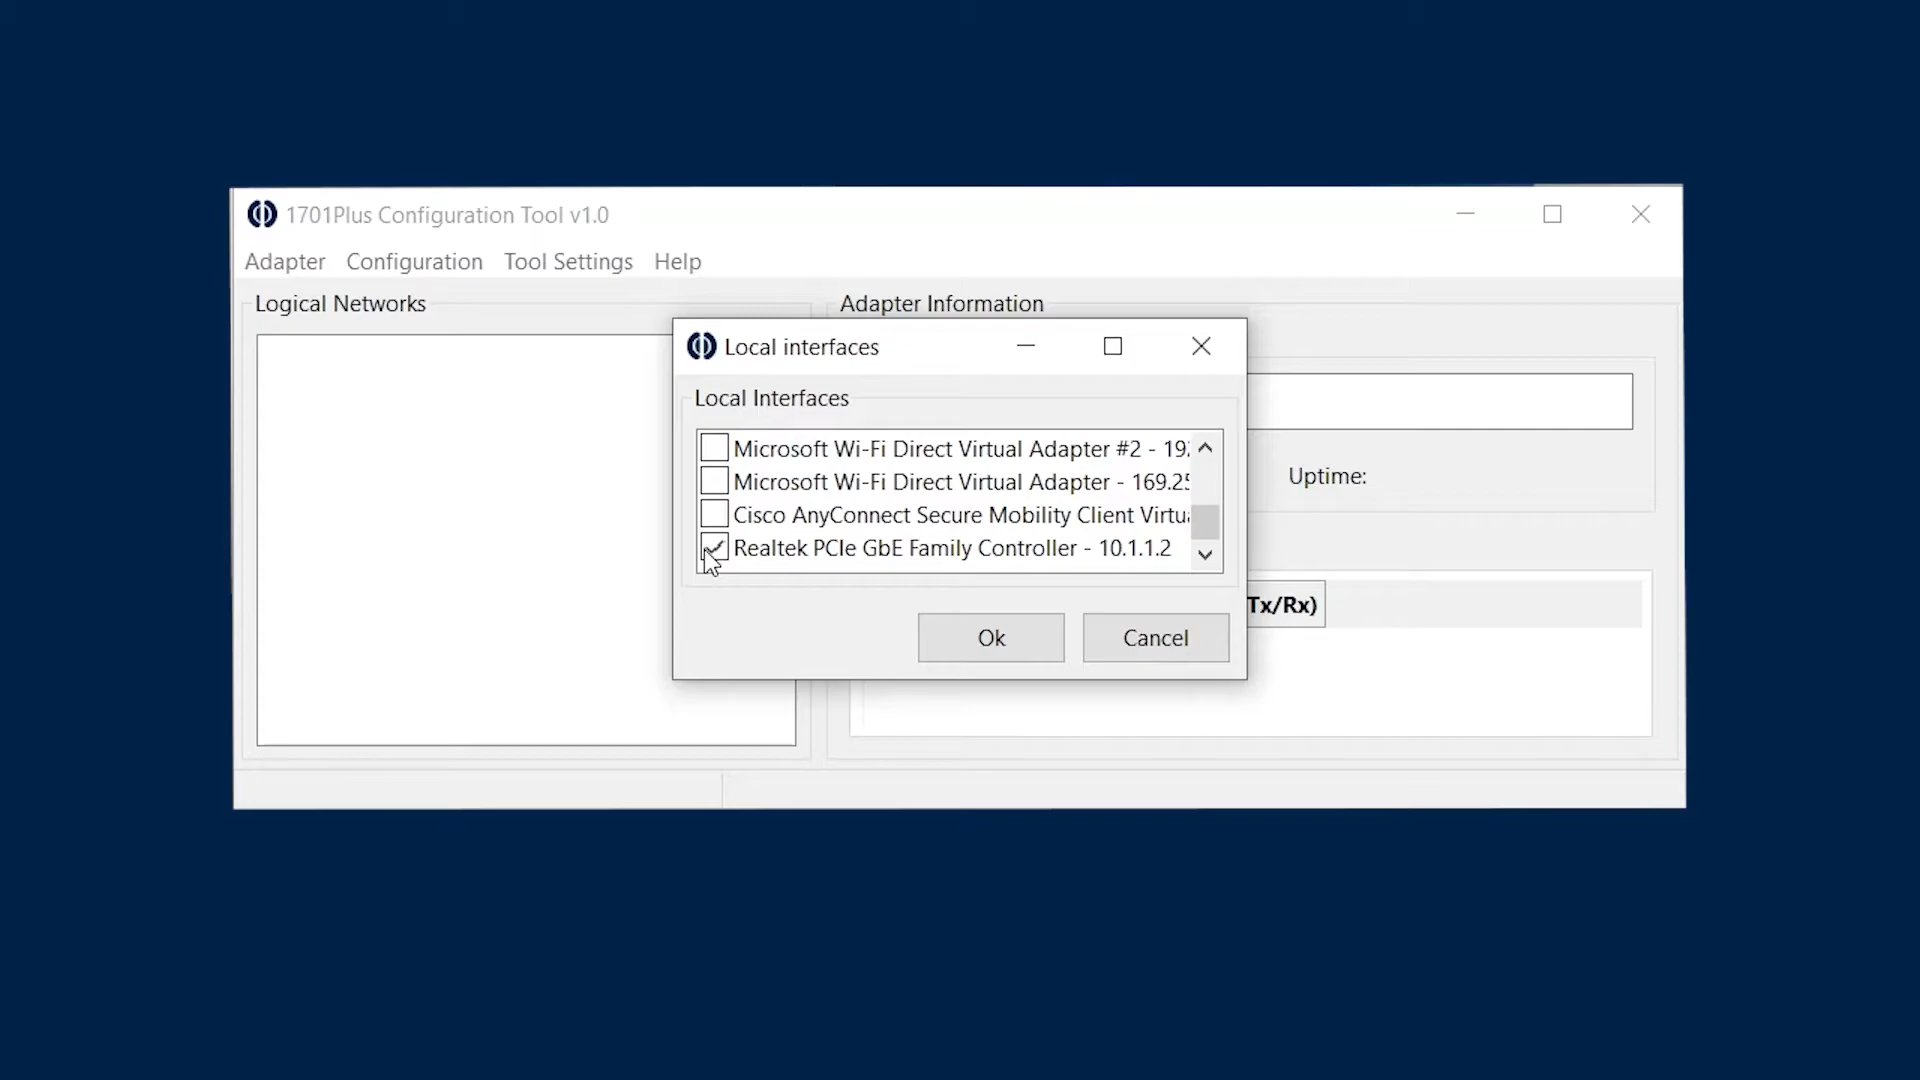 1701Plus Configuration Tool v1.0
Adapter Configuration Tool Settings Help
Logical Networks
Adapter Information
Local interfaces
Local Interfaces
Microsoft Wi-Fi Direct Virtual Adapter #2 - 192
Microsoft Wi-Fi Direct Virtual Adapter - 169.25
Cisco AnyConnect Secure Mobility Client Virtu
Realtek PCIe GbE Family Controller - 10.1.1.2
Uptime:
Tx/Rx)
Ok
Cancel